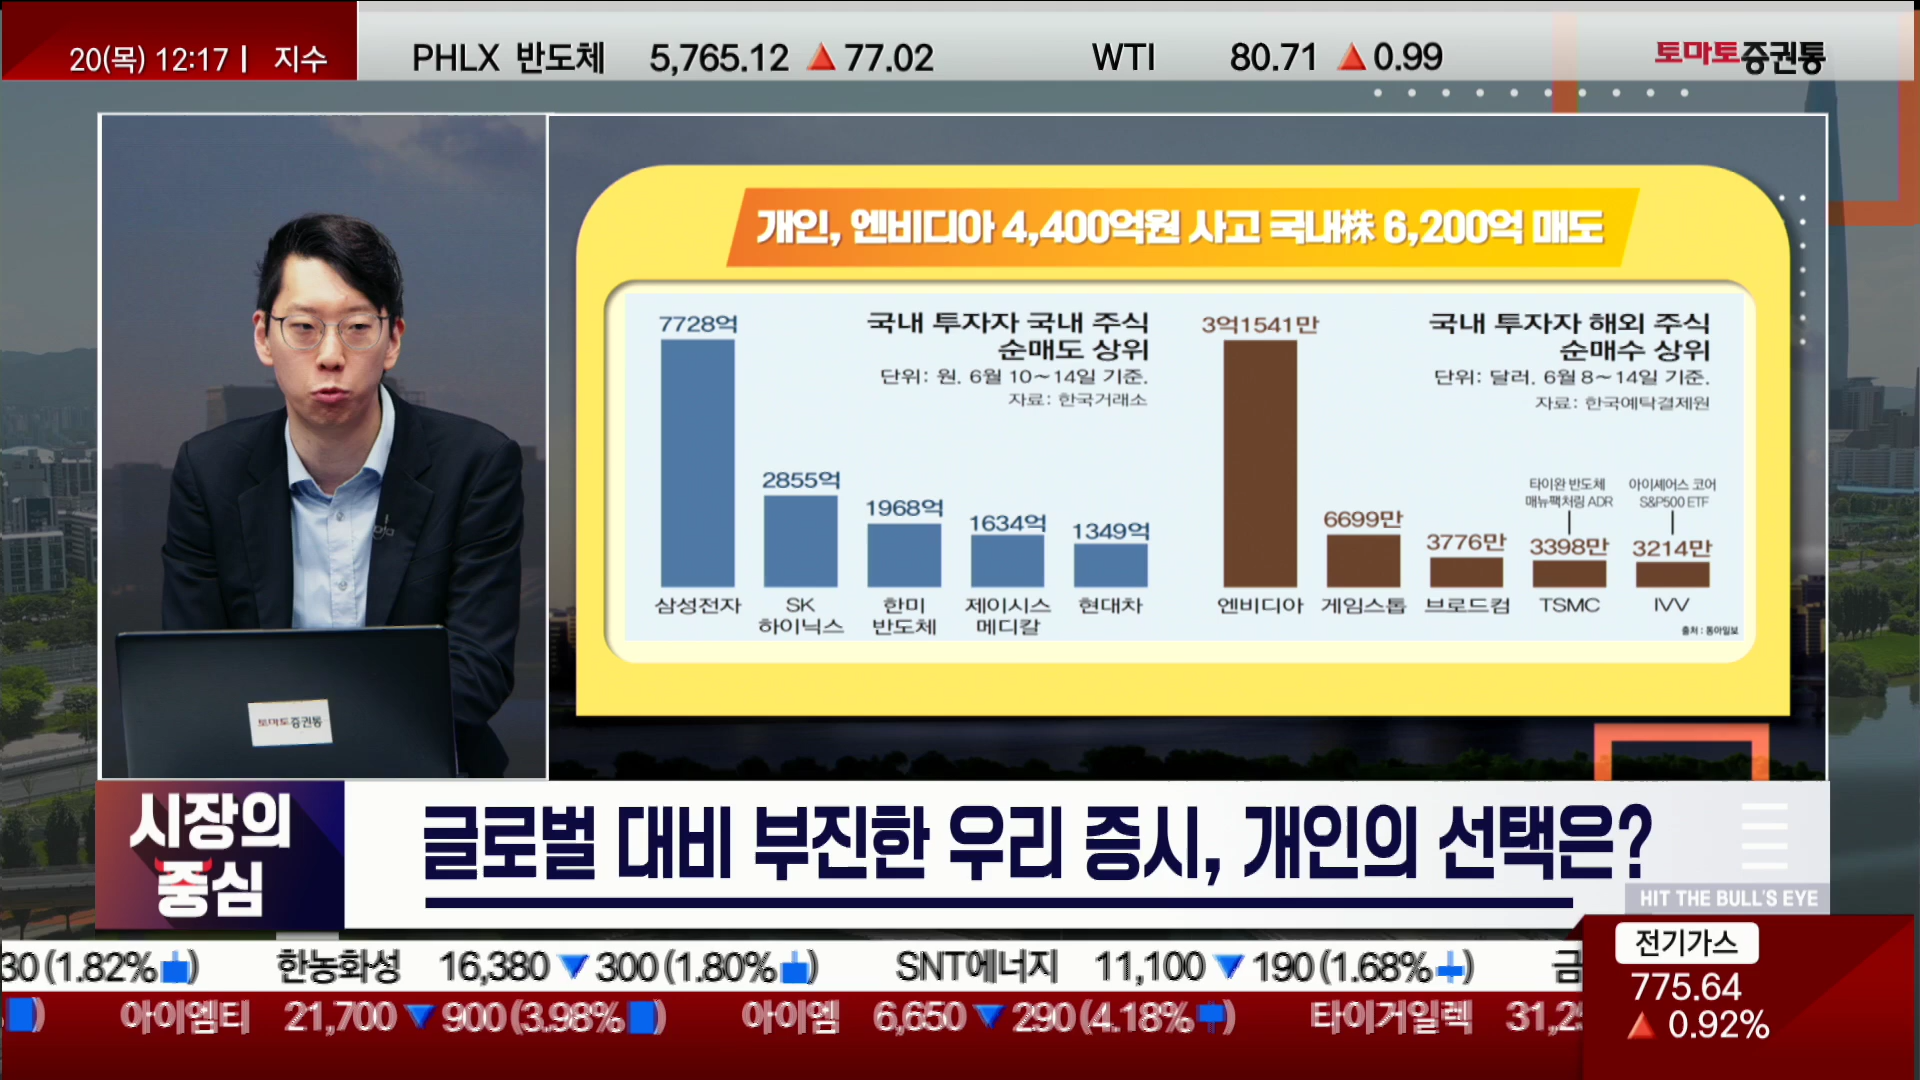 20(목) 12:17 | 지수
PHLX 반도체 5,765.12 ▲77.02 WTI 80.71 ▲0.99
토마토증권통
개인, 엔비디아 4,400억원 사고 국내株 6,200억 매도
국내 투자자 국내 주식
순매도 상위
단위: 원. 6월 10~14일 기준.
자료: 한국거래소
7728억
2855억
1968억
1634억
1349억
삼성전자
SK
하이닉스
한미
반도체
제이시스
메디칼
현대차
국내 투자자 해외 주식
순매수 상위
단위: 달러. 6월 8~14일 기준.
자료: 한국예탁결제원
3억1541만
6699만
3776만
타이완 반도체
매뉴팩처링 ADR
3398만
아이셰어스 코어
S&P500 ETF
3214만
엔비디아
게임스톱
브로드컴
TSMC
IVV
출처 : 동아일보
토마토증권통
시장의
중심
글로벌 대비 부진한 우리 증시, 개인의 선택은?
HIT THE BULL'S EYE
30(1.82%) 한농화성 16,380 ▼300(1.80%) SNT에너지 11,100 ▼190(1.68%) 금
아이엠티 21,700 ▼900(3.98%) 아이엠 6,650 ▼290(4.18%) 타이거일렉 31,25
전기가스
775.64
▲ 0.92%